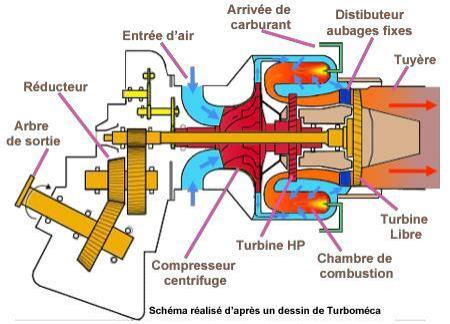 Arrivée de
carburant
Distibuteur
aubages fixes
Entrée d'air
Tuyère
Réducteur
Arbre
de sortie
Turbine
Libre
Turbine HP
Chambre de
combustion
Compresseur
centrifuge
Schéma réalisé d'après un dessin de Turboméca